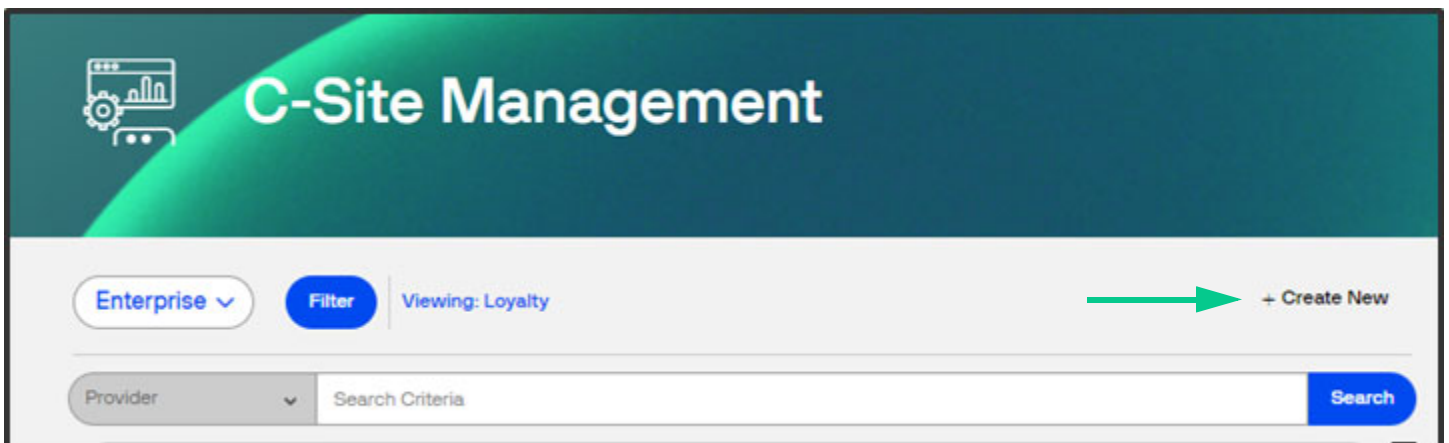 C-Site Management
Enterprise
Filter
Viewing: Loyalty
+ Create New
Provider
Search Criteria
Search